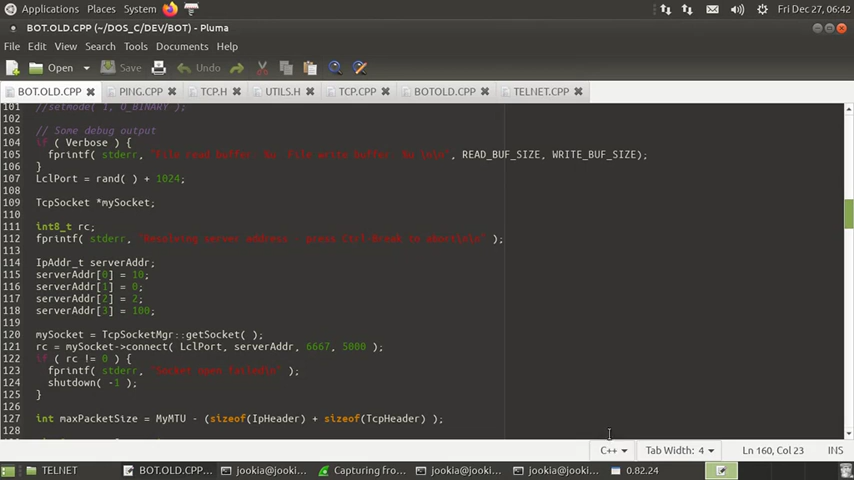 Applications Places System Fri Dec 27, 06:42
BOT.OLD.CPP (~/DOS_C/DEV/BOT) - Pluma
File Edit View Search Tools Documents Help
Open Save Undo
BOT.OLD.CPP PING.CPP TCP.H UTILS.H TCP.CPP BOTOLD.CPP TELNET.CPP
101 //setmode( 1, O_BINARY );
102
103 // Some debug output
104 if ( Verbose ) {
105 fprintf( stderr, "File read buffer: %u, File write buffer: %u \n\n", READ_BUF_SIZE, WRITE_BUF_SIZE);
106 }
107 LclPort = rand( ) + 1024;
108
109 TcpSocket *mySocket;
110
111 int8_t rc;
112 fprintf( stderr, "Resolving server address - press Ctrl-Break to abort\n\n" );
113
114 IpAddr_t serverAddr;
115 serverAddr[0] = 10;
116 serverAddr[1] = 0;
117 serverAddr[2] = 2;
118 serverAddr[3] = 100;
119
120 mySocket = TcpSocketMgr::getSocket( );
121 rc = mySocket->connect( LclPort, serverAddr, 6667, 5000 );
122 if ( rc != 0 ) {
123 fprintf( stderr, "Socket open failed\n" );
124 shutdown( -1 );
125 }
126
127 int maxPacketSize = MyMTU - (sizeof(IpHeader) + sizeof(TcpHeader) );
128
C++ Tab Width: 4 Ln 160, Col 23 INS
TELNET BOT.OLD.CPP... jookia@jooki... Capturing fro... jookia@jooki... jookia@jooki... 0.82.24